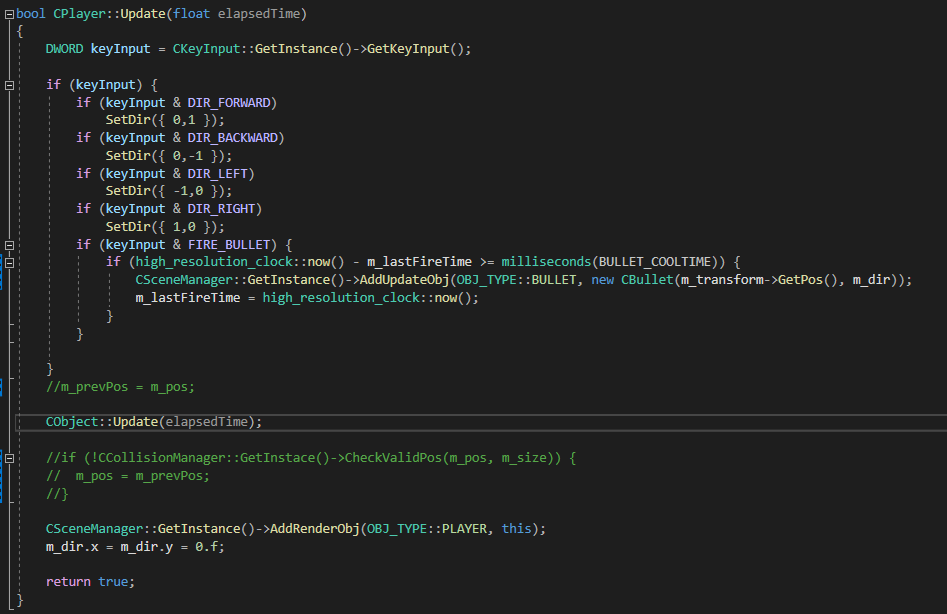 bool CPlayer::Update(float elapsedTime)
{
    DWORD keyInput = CKeyInput::GetInstance()->GetKeyInput();

    if (keyInput) {
        if (keyInput & DIR_FORWARD)
            SetDir({ 0,1 });
        if (keyInput & DIR_BACKWARD)
            SetDir({ 0,-1 });
        if (keyInput & DIR_LEFT)
            SetDir({ -1,0 });
        if (keyInput & DIR_RIGHT)
            SetDir({ 1,0 });
        if (keyInput & FIRE_BULLET) {
            if (high_resolution_clock::now() - m_lastFireTime >= milliseconds(BULLET_COOLTIME)) {
                CSceneManager::GetInstance()->AddUpdateObj(OBJ_TYPE::BULLET, new CBullet(m_transform->GetPos(), m_dir));
                m_lastFireTime = high_resolution_clock::now();
            }
        }

    }
    //m_prevPos = m_pos;

    CObject::Update(elapsedTime);

    //if (!CCollisionManager::GetInstace()->CheckValidPos(m_pos, m_size)) {
    //  m_pos = m_prevPos;
    //}

    CSceneManager::GetInstance()->AddRenderObj(OBJ_TYPE::PLAYER, this);
    m_dir.x = m_dir.y = 0.f;

    return true;
}